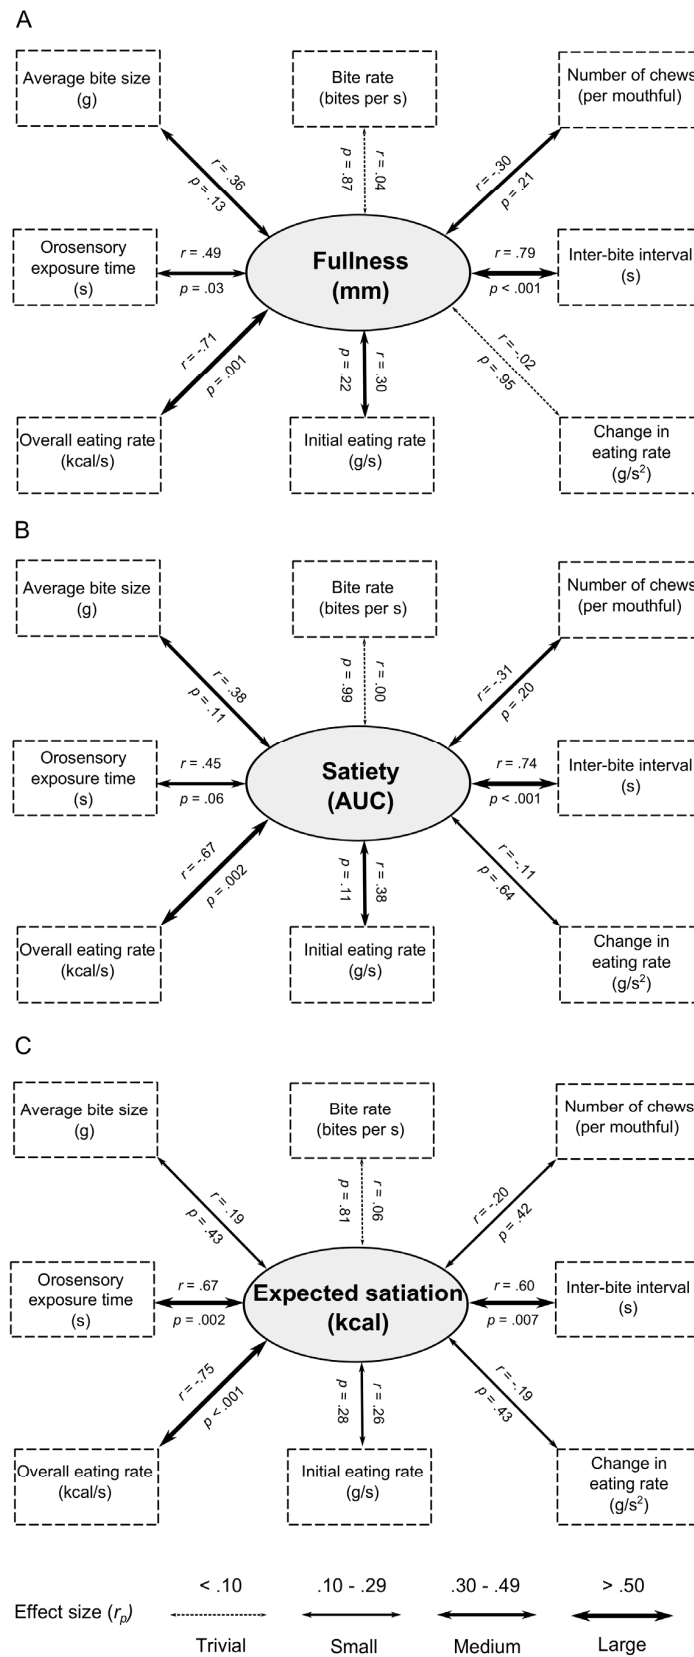 A
Average bite size
(g)
Bite rate
(bites per s)
Number of chews
(per mouthful)
r = .36
p = .13
r = .04
p = .87
r = -.30
p = .21
Orosensory
exposure time
(s)
r = .49
p = .03
Fullness
(mm)
r = .79
p < .001
Inter-bite interval
(s)
r = -.71
p = .001
r = .30
p = .22
r = -.02
p = .95
Overall eating rate
(kcal/s)
Initial eating rate
(g/s)
Change in
eating rate
(g/s²)
B
Average bite size
(g)
Bite rate
(bites per s)
Number of chews
(per mouthful)
r = .38
p = .11
r = .00
p = .99
r = -.31
p = .20
Orosensory
exposure time
(s)
r = .45
p = .06
Satiety
(AUC)
r = .74
p < .001
Inter-bite interval
(s)
r = -.67
p = .002
r = .38
p = .11
r = -.11
p = .64
Overall eating rate
(kcal/s)
Initial eating rate
(g/s)
Change in
eating rate
(g/s²)
C
Average bite size
(g)
Bite rate
(bites per s)
Number of chews
(per mouthful)
r = .19
p = .43
r = .06
p = .81
r = -.20
p = .42
Orosensory
exposure time
(s)
r = .67
p = .002
Expected satiation
(kcal)
r = .60
p = .007
Inter-bite interval
(s)
r = -.75
p < .001
r = .26
p = .28
r = -.19
p = .43
Overall eating rate
(kcal/s)
Initial eating rate
(g/s)
Change in
eating rate
(g/s²)
< .10 .10 - .29 .30 - .49 > .50
Effect size (rₚ)
Trivial Small Medium Large